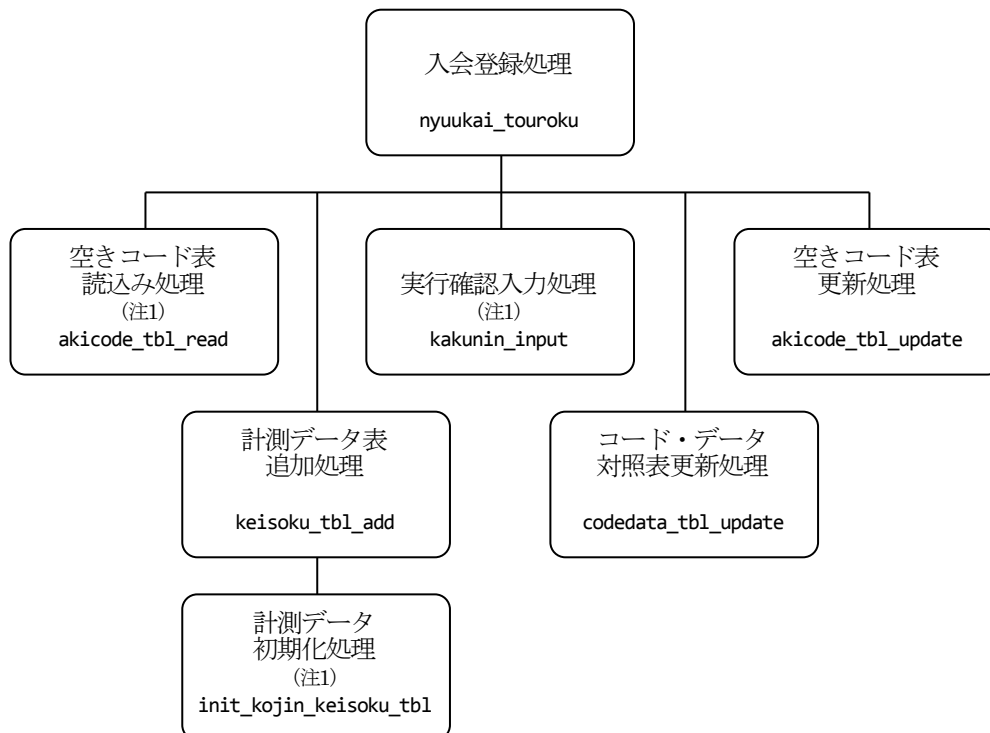 入会登録処理
nyuukai_touroku
空きコード表
読込み処理
(注1)
akicode_tbl_read
実行確認入力処理
(注1)
kakunin_input
空きコード表
更新処理
akicode_tbl_update
計測データ表
追加処理
keisoku_tbl_add
コード・データ
対照表更新処理
codedata_tbl_update
計測データ
初期化処理
(注1)
init_kojin_keisoku_tbl